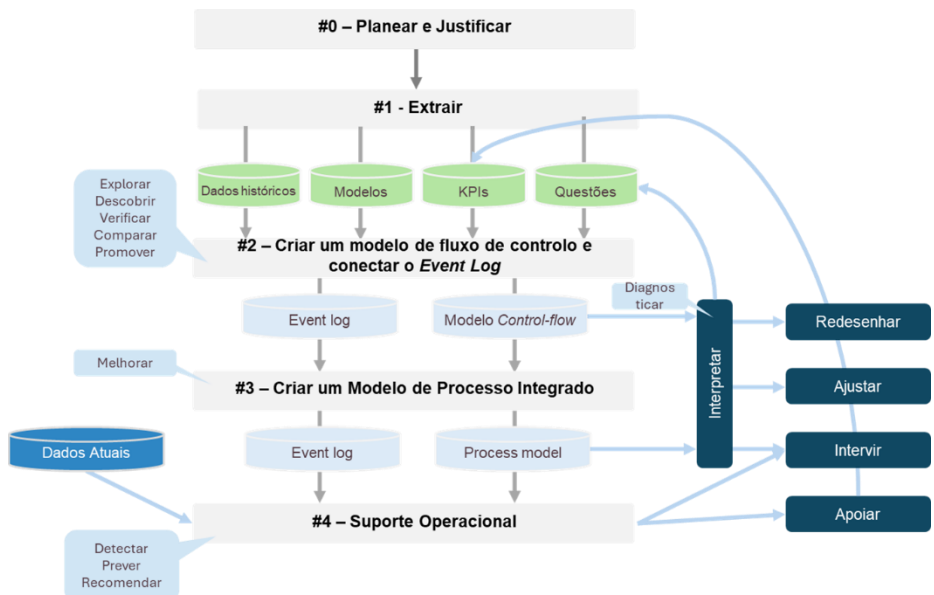 #0 – Planear e Justificar
#1 - Extrair
Dados históricos
Modelos
KPIs
Questões
Explorar
Descobrir
Verificar
Comparar
Promover
#2 – Criar um modelo de fluxo de controlo e
conectar o Event Log
Event log
Modelo Control-flow
Diagnos
ticar
Interpretar
Redesenhar
Melhorar
#3 – Criar um Modelo de Processo Integrado
Ajustar
Dados Atuais
Event log
Process model
Intervir
#4 – Suporte Operacional
Apoiar
Detectar
Prever
Recomendar